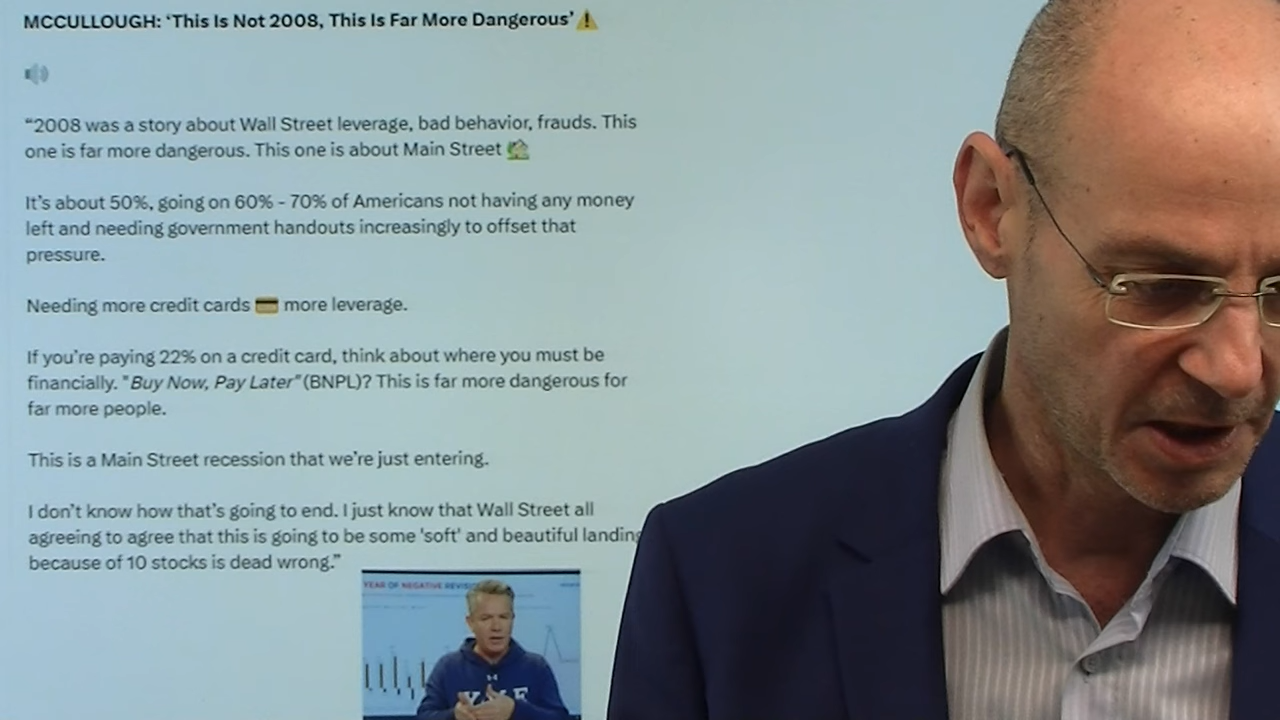 MCCULLOUGH: ‘This Is Not 2008, This Is Far More Dangerous’⚠️
“2008 was a story about Wall Street leverage, bad behavior, frauds. This
one is far more dangerous. This one is about Main Street 🏡
It’s about 50%, going on 60% - 70% of Americans not having any money
left and needing government handouts increasingly to offset that
pressure.
Needing more credit cards 💳 more leverage.
If you’re paying 22% on a credit card, think about where you must be
financially. "Buy Now, Pay Later” (BNPL)? This is far more dangerous for
far more people.
This is a Main Street recession that we’re just entering.
I don’t know how that’s going to end. I just know that Wall Street all
agreeing to agree that this is going to be some 'soft' and beautiful landing
because of 10 stocks is dead wrong.”
YEAR OF NEGATIVE